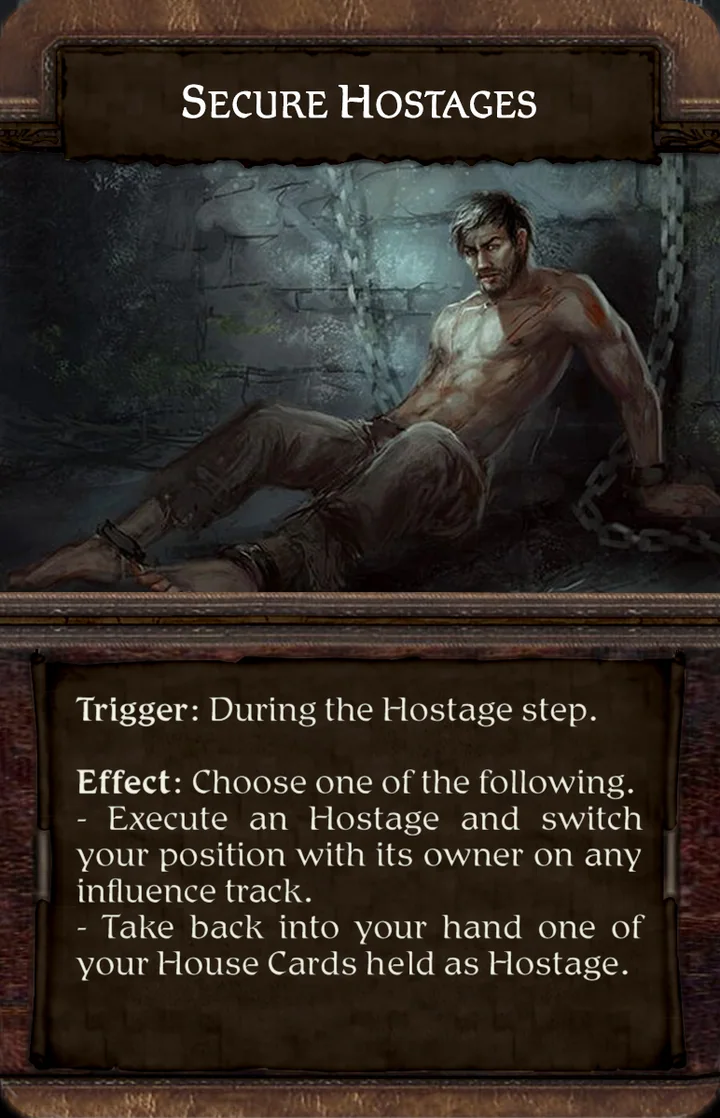 Secure Hostages
Trigger: During the Hostage step.
Effect: Choose one of the following.
- Execute an Hostage and switch
your position with its owner on any
influence track.
- Take back into your hand one of
your House Cards held as Hostage.